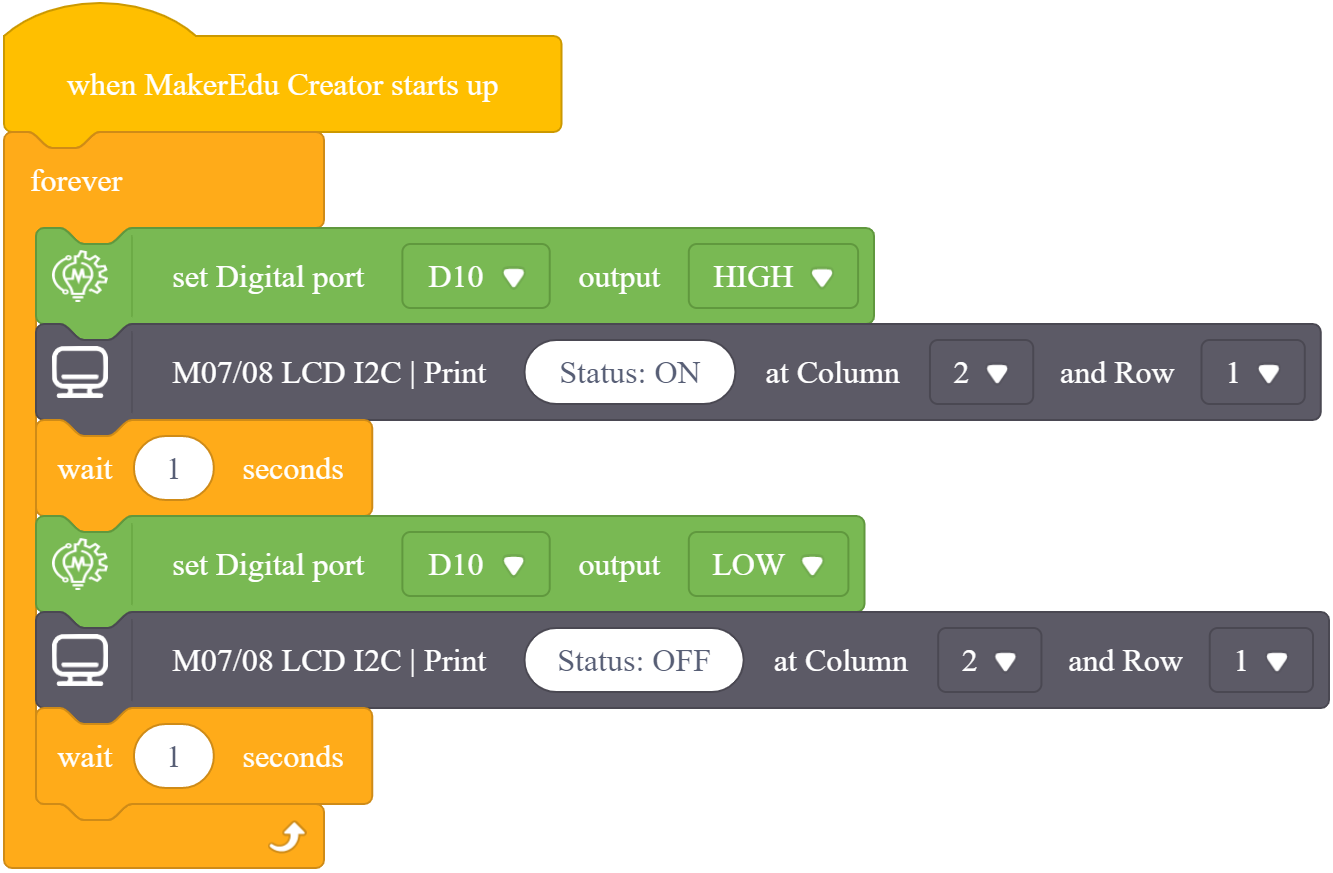 when MakerEdu Creator starts up
forever
set Digital port D10 output HIGH
M07/08 LCD I2C | Print Status: ON at Column 2 and Row 1
wait 1 seconds
set Digital port D10 output LOW
M07/08 LCD I2C | Print Status: OFF at Column 2 and Row 1
wait 1 seconds